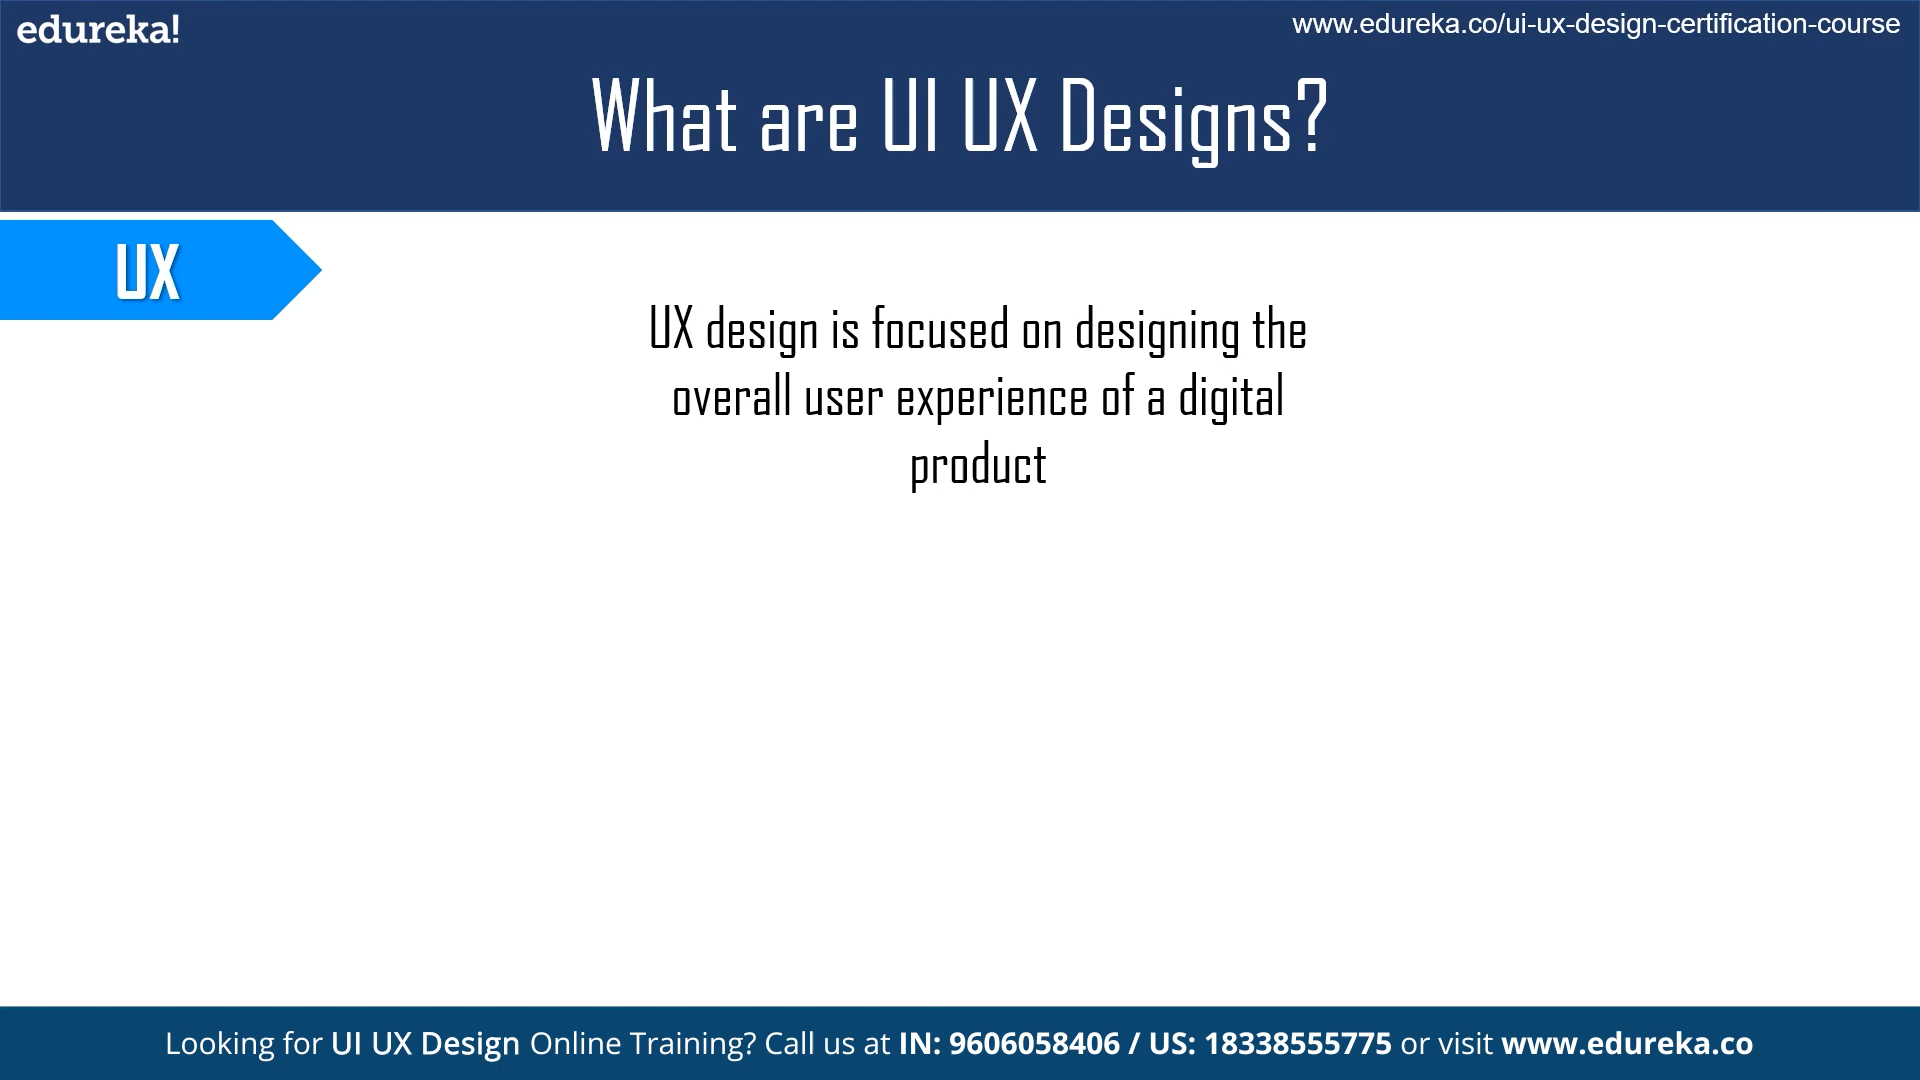 edureka!
www.edureka.co/ui-ux-design-certification-course
What are UI UX Designs?
UX
UX design is focused on designing the
overall user experience of a digital
product
Looking for UI UX Design Online Training? Call us at IN: 9606058406 / US: 18338555775 or visit www.edureka.co